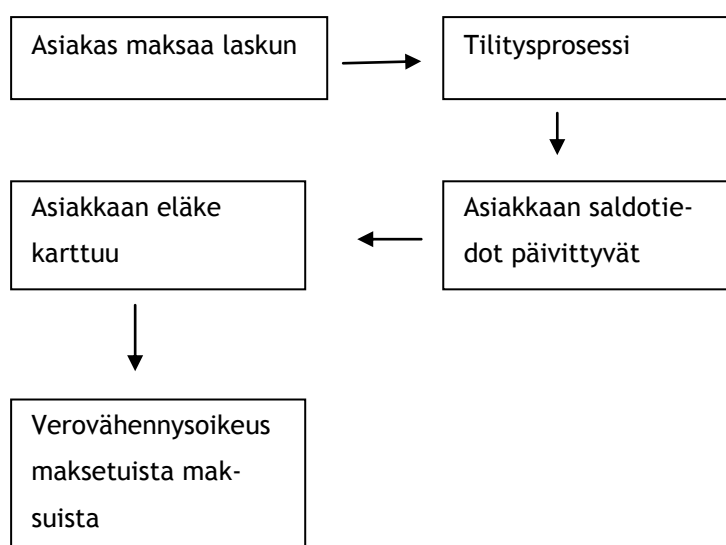 Asiakas maksaa laskun
Tilitysprosessi
Asiakkaan saldotie-
dot päivittyvät
Asiakkaan eläke
karttuu
Verovähennysoikeus
maksetuista mak-
suista